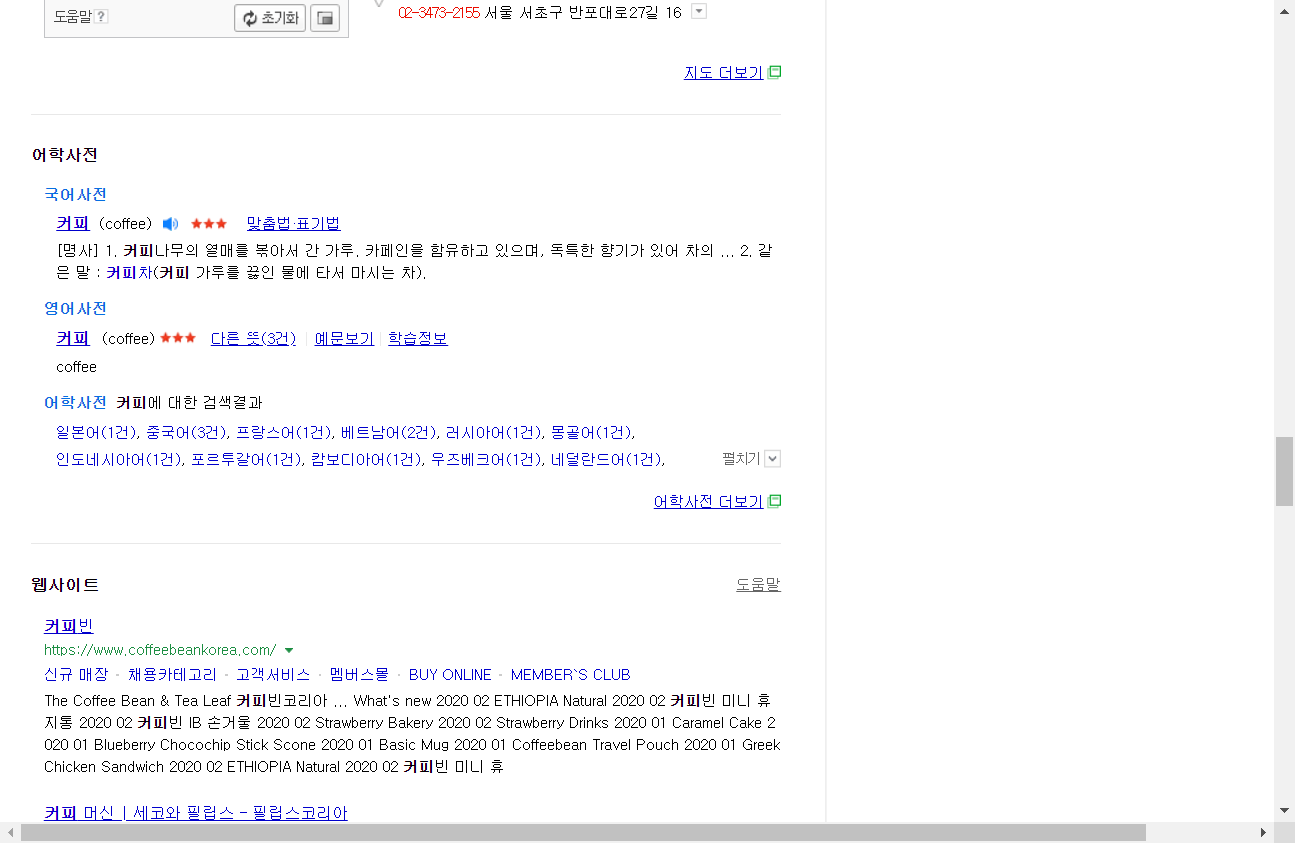 도움말 ? 초기화
02-3473-2155 서울 서초구 반포대로27길 16
지도 더보기
어학사전
국어사전
커피 (coffee) ★★★ 맞춤법·표기법
[명사] 1. 커피나무의 열매를 볶아서 간 가루. 카페인을 함유하고 있으며, 독특한 향기가 있어 차의 ... 2. 같
은 말 : 커피차(커피 가루를 끓인 물에 타서 마시는 차).
영어사전
커피 (coffee) ★★★ 다른 뜻(3건) | 예문보기 | 학습정보
coffee
어학사전 커피에 대한 검색결과
일본어(1건), 중국어(3건), 프랑스어(1건), 베트남어(2건), 러시아어(1건), 몽골어(1건),
인도네시아어(1건), 포르투갈어(1건), 캄보디아어(1건), 우즈베크어(1건), 네덜란드어(1건), 펼치기
어학사전 더보기
웹사이트 도움말
커피빈
https://www.coffeebeankorea.com/
신규 매장 · 채용카테고리 · 고객서비스 · 멤버스몰 · BUY ONLINE · MEMBER`S CLUB
The Coffee Bean & Tea Leaf 커피빈코리아 ... What's new 2020 02 ETHIOPIA Natural 2020 02 커피빈 미니 휴
지통 2020 02 커피빈 IB 손거울 2020 02 Strawberry Bakery 2020 02 Strawberry Drinks 2020 01 Caramel Cake 2
020 01 Blueberry Chocochip Stick Scone 2020 01 Basic Mug 2020 01 Coffeebean Travel Pouch 2020 01 Greek
Chicken Sandwich 2020 02 ETHIOPIA Natural 2020 02 커피빈 미니 휴
커피 머신 | 세코와 필립스 - 필립스코리아